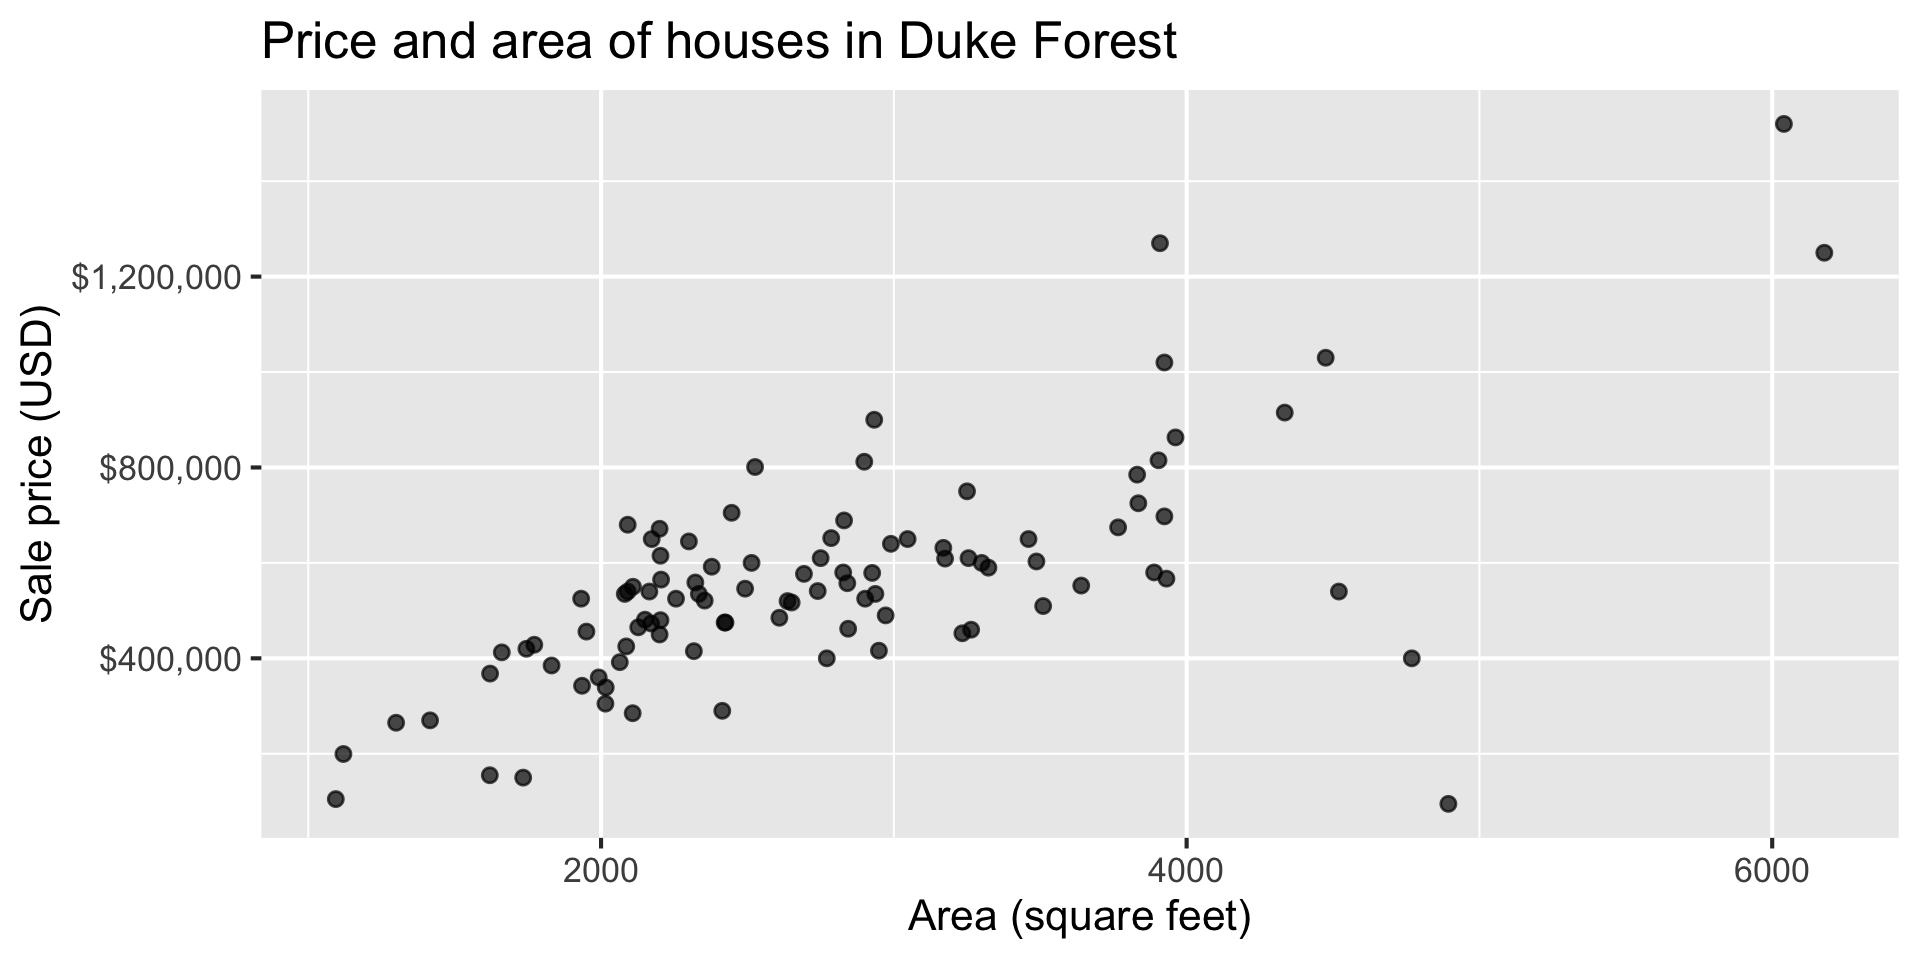 Price and area of houses in Duke Forest
Sale price (USD)
$1,200,000
$800,000
$400,000
2000 4000 6000
Area (square feet)